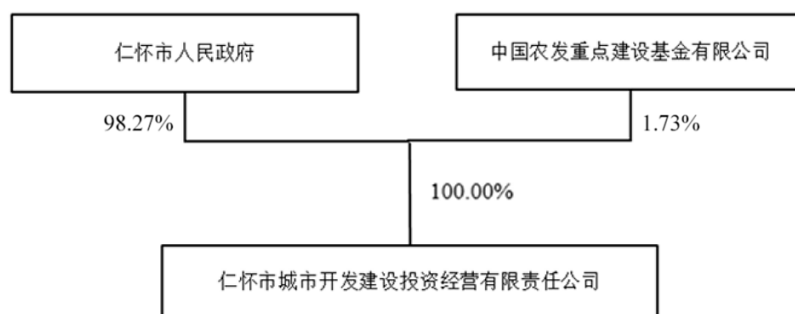 仁怀市人民政府
中国农发重点建设基金有限公司
98.27%
1.73%
100.00%
仁怀市城市开发建设投资经营有限责任公司